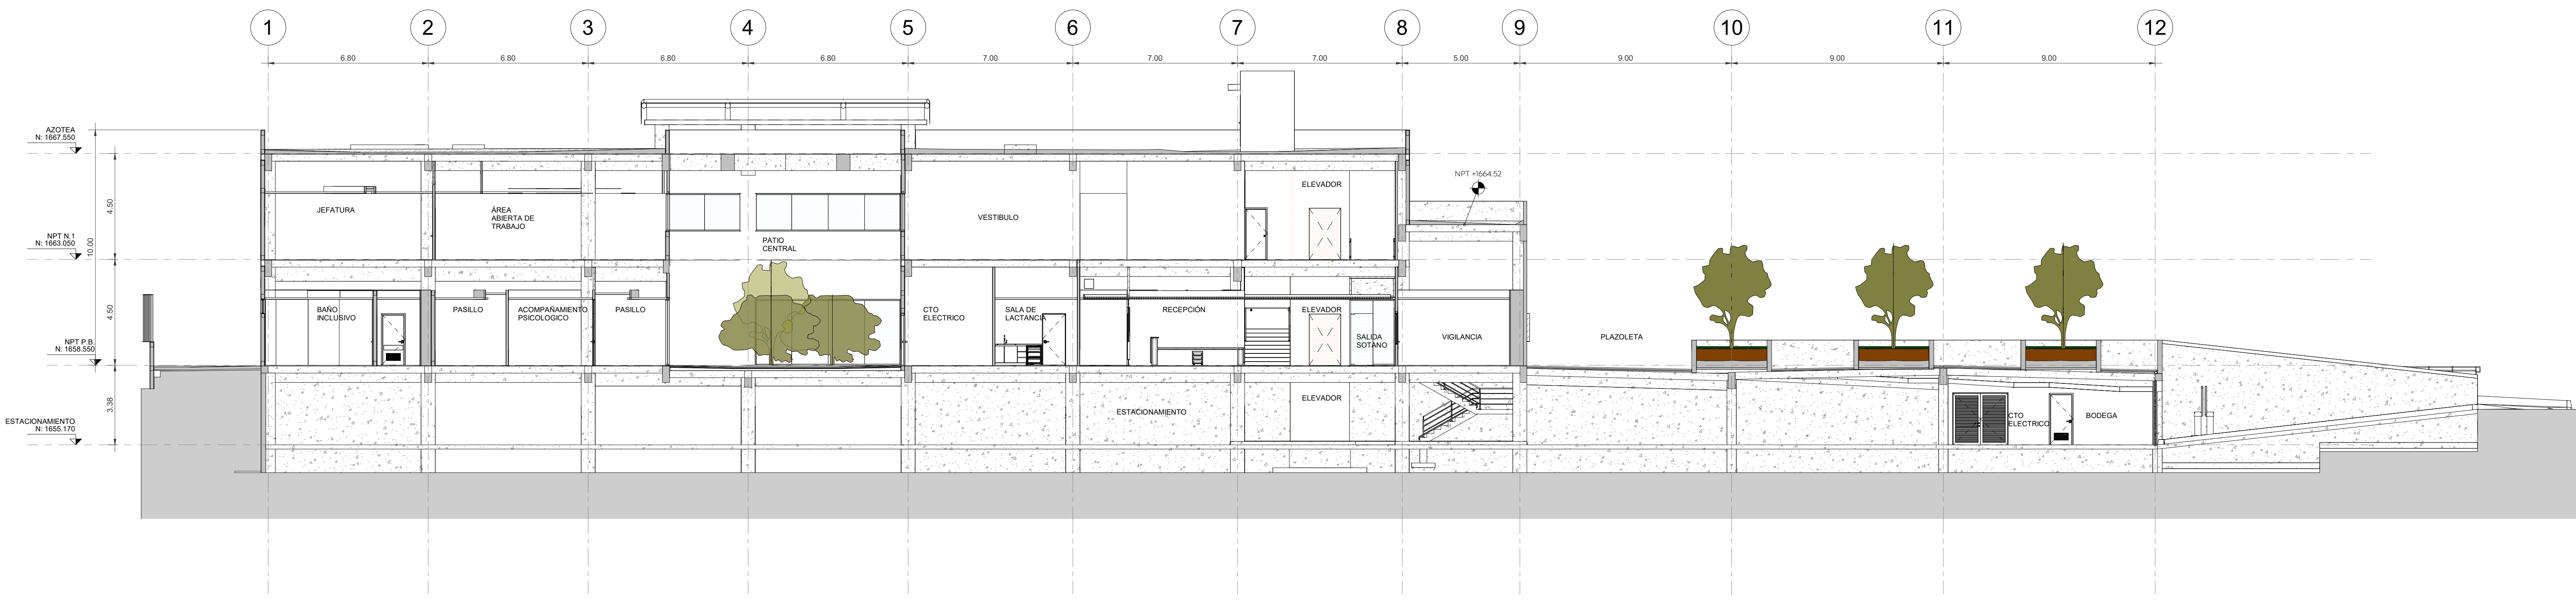 1
2
3
4
5
6
7
8
9
10
11
12
6.80
6.80
6.80
6.80
7.00
7.00
7.00
5.00
9.00
9.00
9.00
AZOTEA
N: 1667.550
4.50
NPT N.1
N: 1663.050
10.00
4.50
NPT P.B.
N: 1658.550
3.38
ESTACIONAMIENTO
N: 1655.170
JEFATURA
ÁREA
ABIERTA DE
TRABAJO
PATIO
CENTRAL
VESTIBULO
ELEVADOR
NPT +1664.52
BAÑO
INCLUSIVO
PASILLO
ACOMPAÑAMIENTO
PSICOLOGICO
PASILLO
CTO
ELECTRICO
SALA DE
LACTANCIA
RECEPCIÓN
ELEVADOR
SALIDA
SOTANO
VIGILANCIA
PLAZOLETA
ESTACIONAMIENTO
ELEVADOR
CTO
ELECTRICO
BODEGA